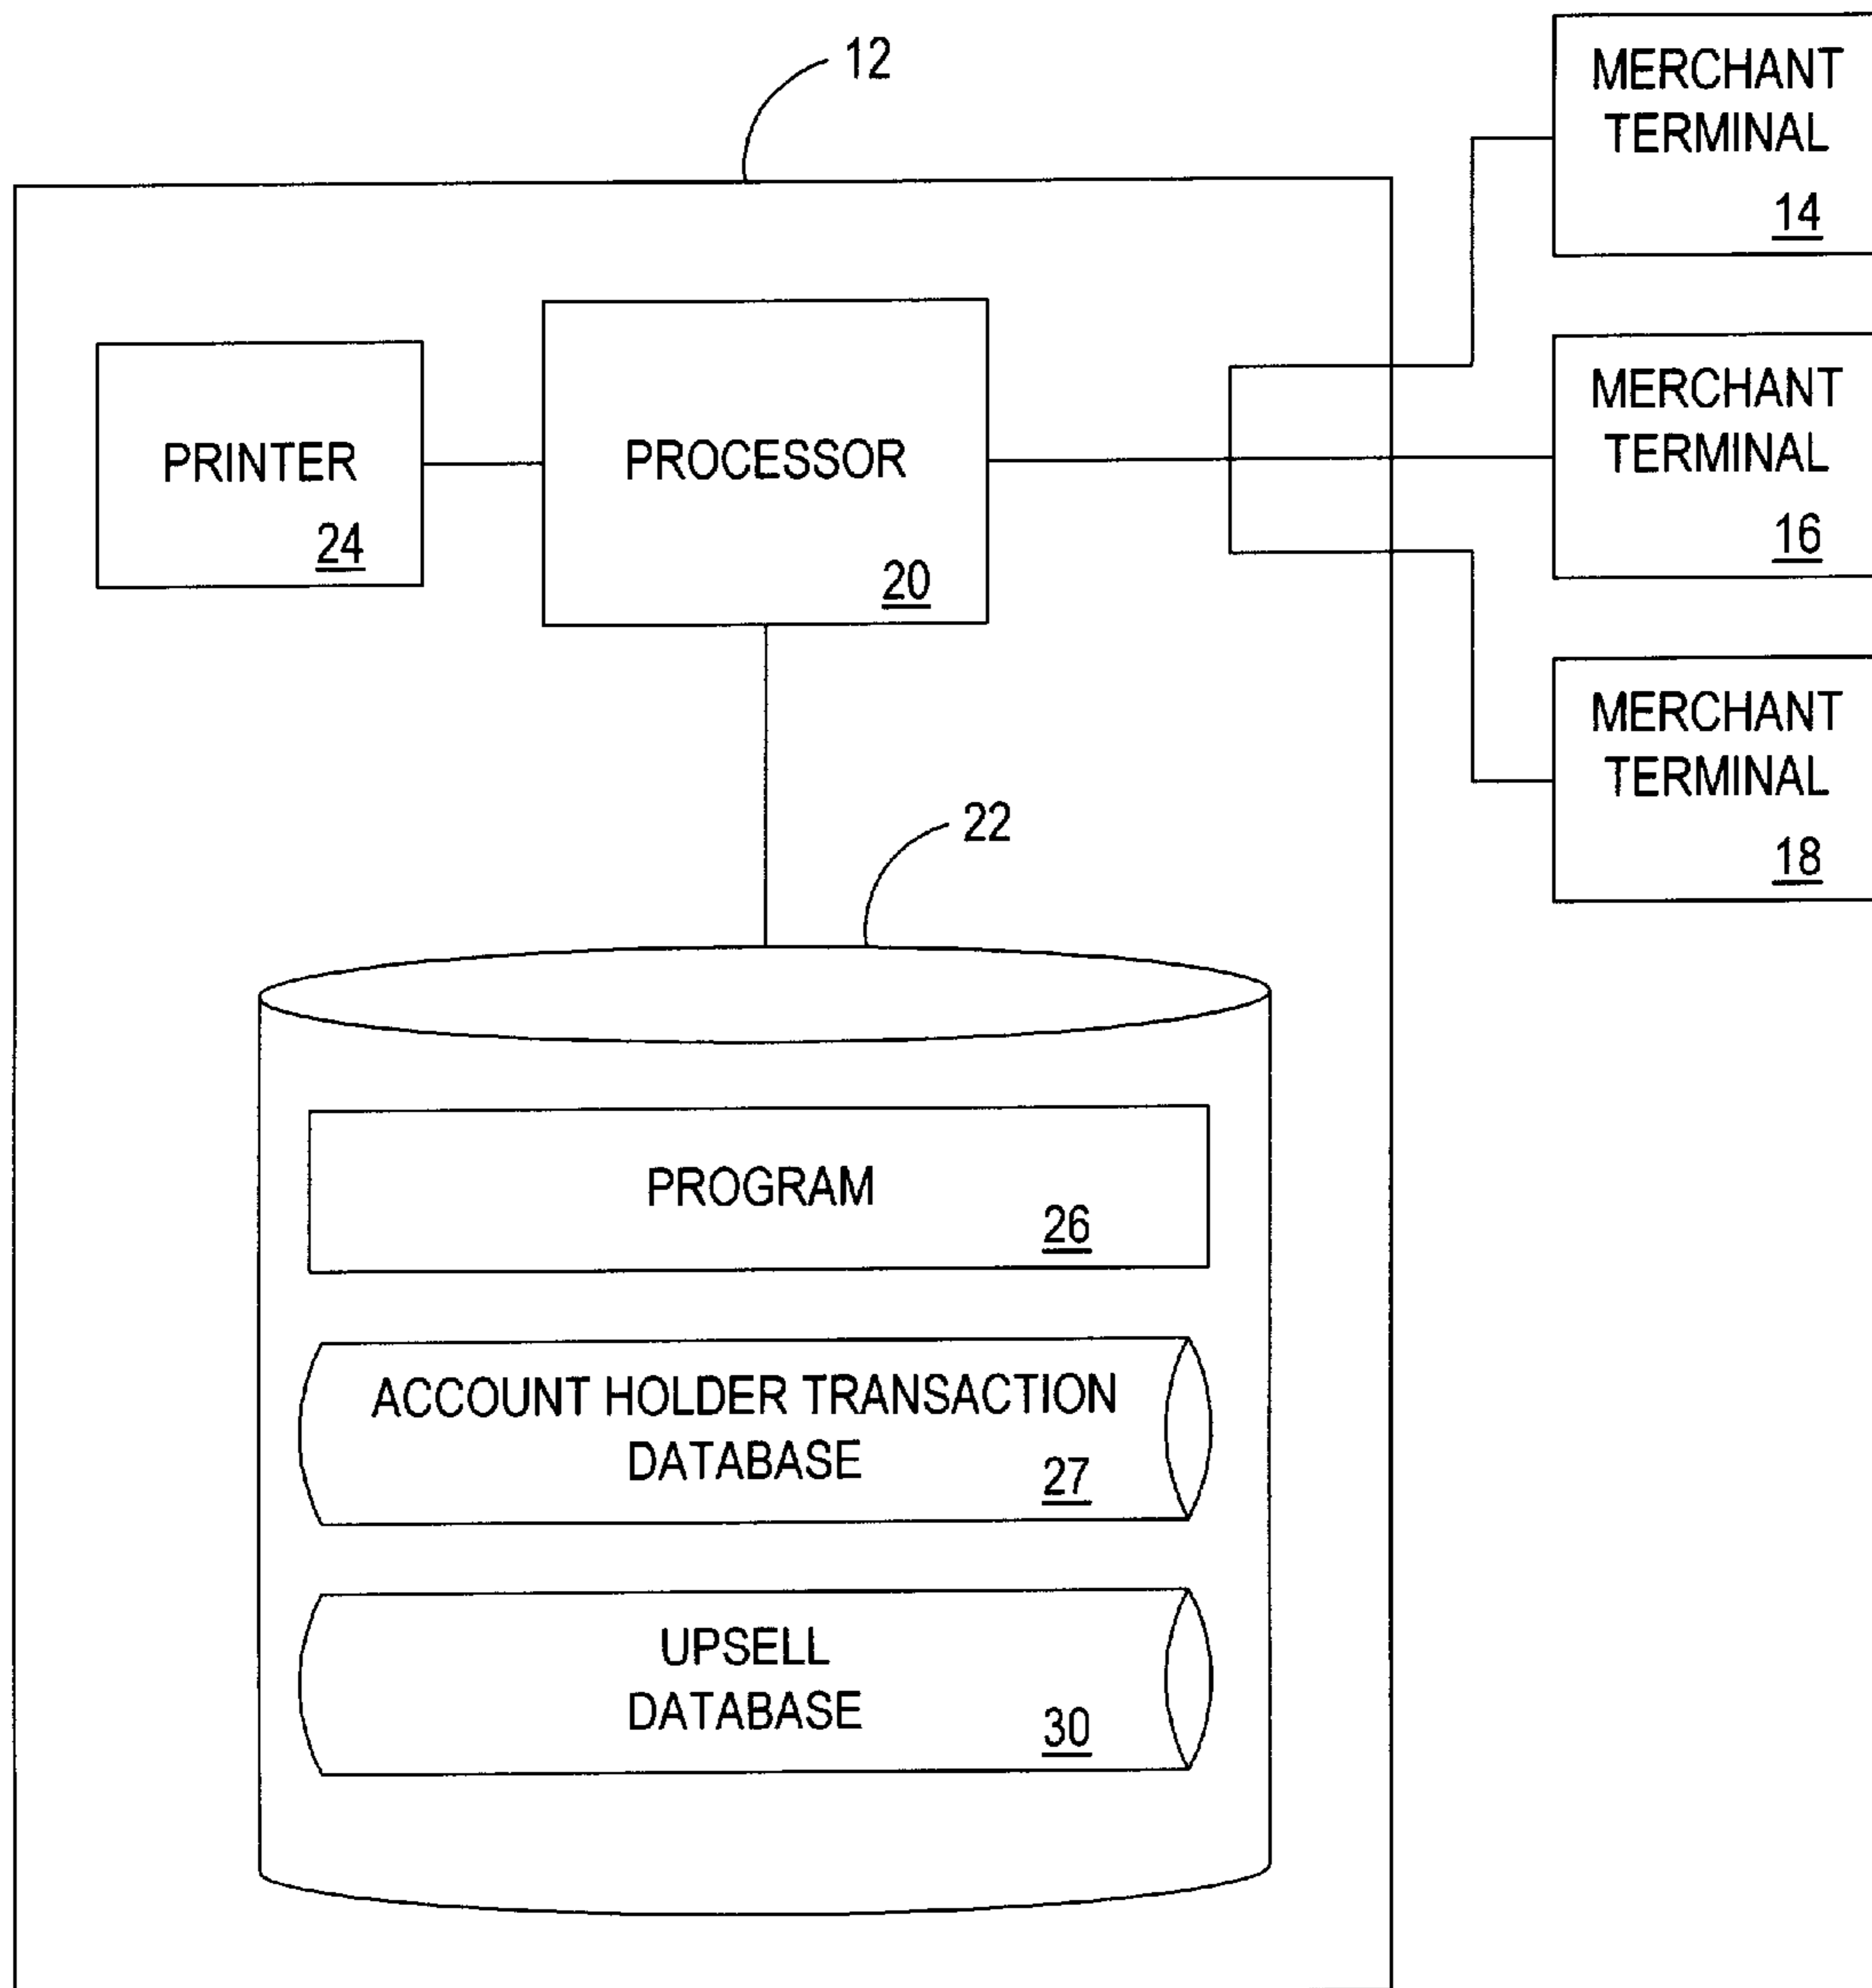 12
MERCHANT
TERMINAL
14
PRINTER
24
PROCESSOR
20
MERCHANT
TERMINAL
16
MERCHANT
TERMINAL
18
22
PROGRAM
26
ACCOUNT HOLDER TRANSACTION
DATABASE
27
UPSELL
DATABASE
30